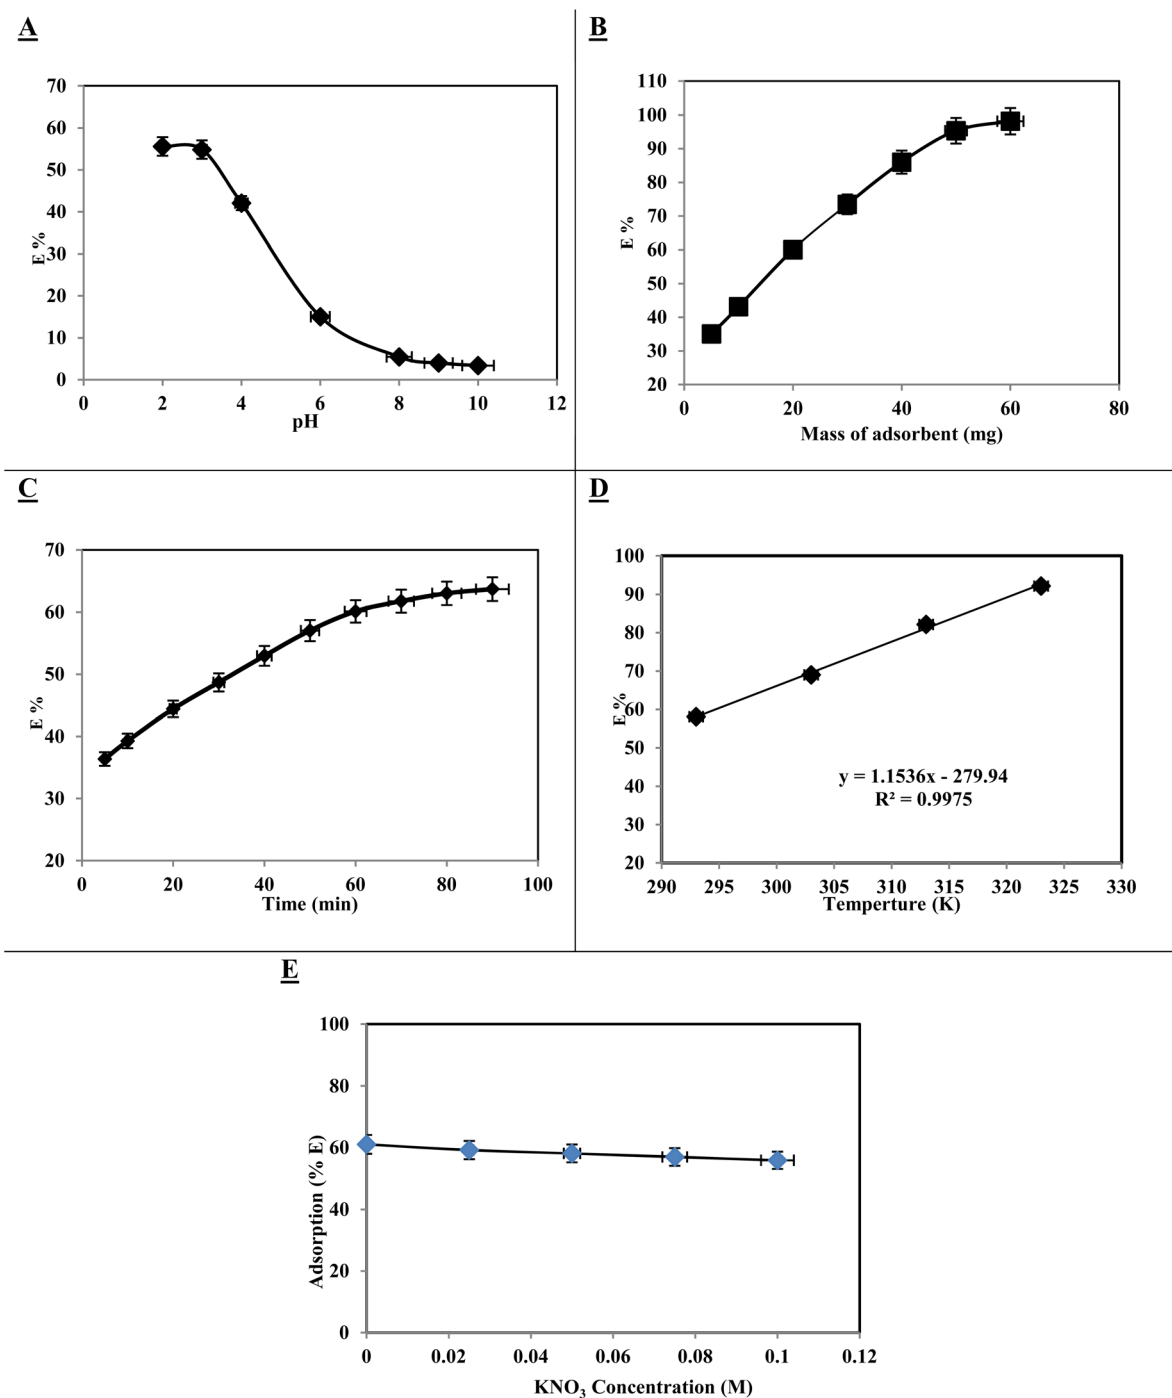 A
70
60
50
40
30
20
10
0
E %
0 2 4 6 8 10 12
pH
B
110
100
90
80
70
60
50
40
30
20
E %
0 20 40 60 80
Mass of adsorbent (mg)
C
70
60
50
40
30
20
E %
0 20 40 60 80 100
Time (min)
D
100
90
80
70
60
50
40
30
20
E %
y = 1.1536x - 279.94
R² = 0.9975
290 295 300 305 310 315 320 325 330
Temperture (K)
E
100
80
60
40
20
0
Adsorption (% E)
0 0.02 0.04 0.06 0.08 0.1 0.12
KNO₃ Concentration (M)